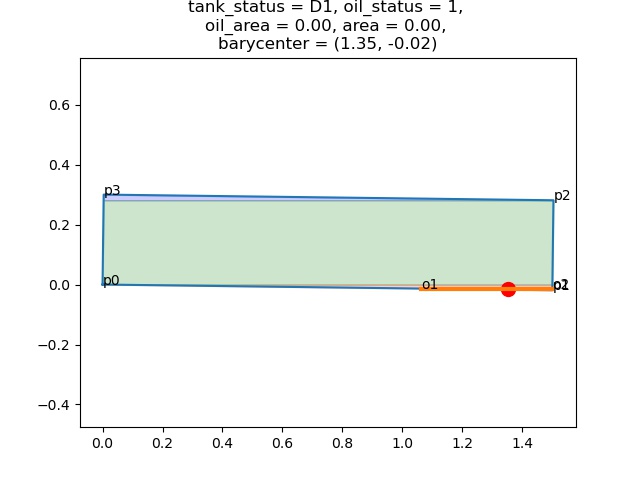 tank_status = D1, oil_status = 1,
oil_area = 0.00, area = 0.00,
barycenter = (1.35, -0.02)
0.6
0.4
p3
p2
0.2
0.0
p0
o1
o2
p1
−0.2
−0.4
0.0 0.2 0.4 0.6 0.8 1.0 1.2 1.4